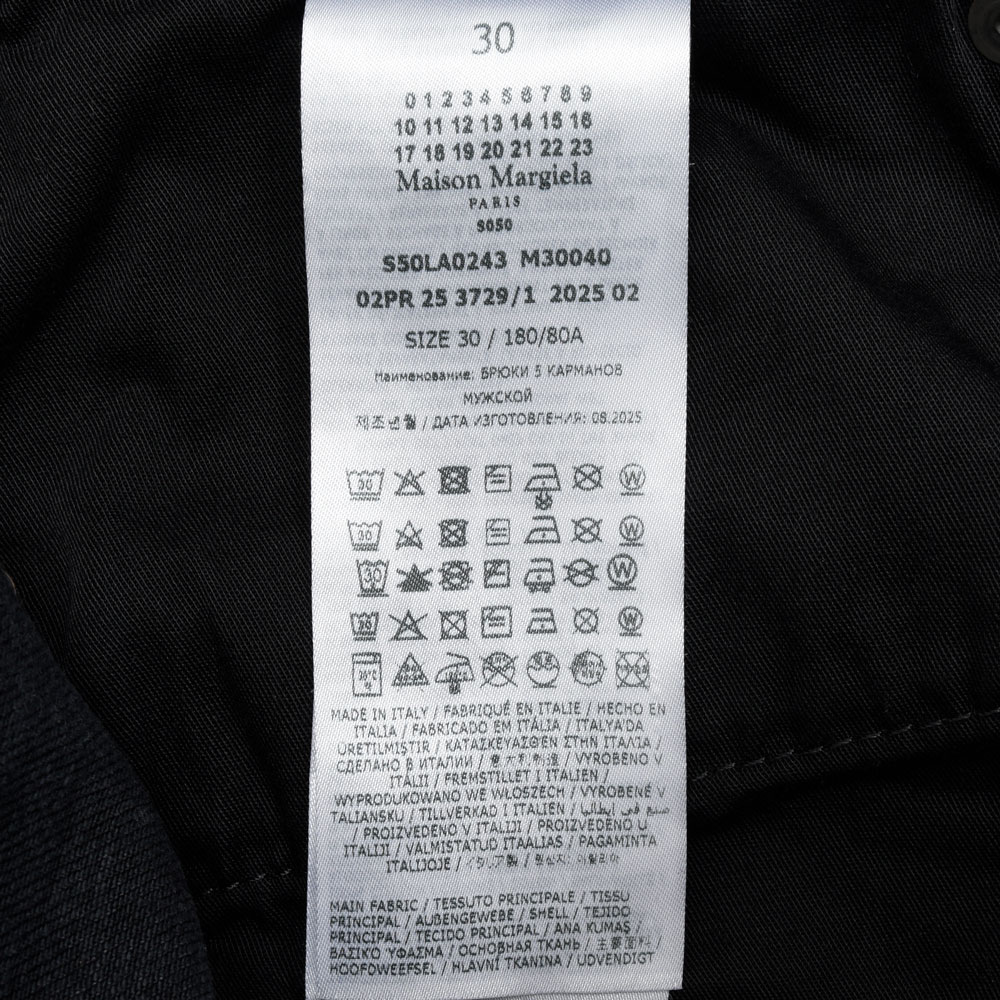 30
0 1 2 3 4 5 6 7 8 9
10 11 12 13 14 15 16
17 18 19 20 21 22 23
Maison Margiela
PARIS
S050
S50LA0243 M30040
02PR 25 3729/1 2025 02
SIZE 30 / 180/80A
Наименование: БРЮКИ 5 КАРМАНОВ
МУЖСКОЙ
제조년월 / ДАТА ИЗГОТОВЛЕНИЯ: 08.2025
30 W
30 W
30 W
30 W
MADE IN ITALY / FABRIQUÉ EN ITALIE / HECHO EN
ITALIA / FABRICADO EM ITÁLIA / ITALYA'DA
ÜRETILMIŞTIR / ΚΑΤΑΣΚΕΥΑΣΘΕΝ ΣΤΗΝ ΙΤΑΛΙΑ /
СДЕЛАНО В ИТАЛИИ / 意大利制造 / VYROBENO V
ITÁLII / FREMSTILLET I ITALIEN /
WYPRODUKOWANO WE WŁOSZECH / VYROBENÉ V
TALIANSKU / TILLVERKAD I ITALIEN / صنع في إيطاليا
/ PROIZVEDENO V ITALIJI / PROIZVEDENO U
ITALIJI / VALMISTATUD ITAALIAS / PAGAMINTA
ITALIJOJE / イタリア製 / 원산지: 이탈리아
MAIN FABRIC / TESSUTO PRINCIPALE / TISSU
PRINCIPAL / AUßENGEWEBE / SHELL / TEJIDO
PRINCIPAL / TECIDO PRINCIPAL / ANA KUMAŞ /
ΒΑΣΙΚΟ ΎΦΑΣΜΑ / ОСНОВНАЯ ТКАНЬ / 主要面料 /
HOOFDWEEFSEL / HLAVNÍ TKANINA / UDVENDIGT